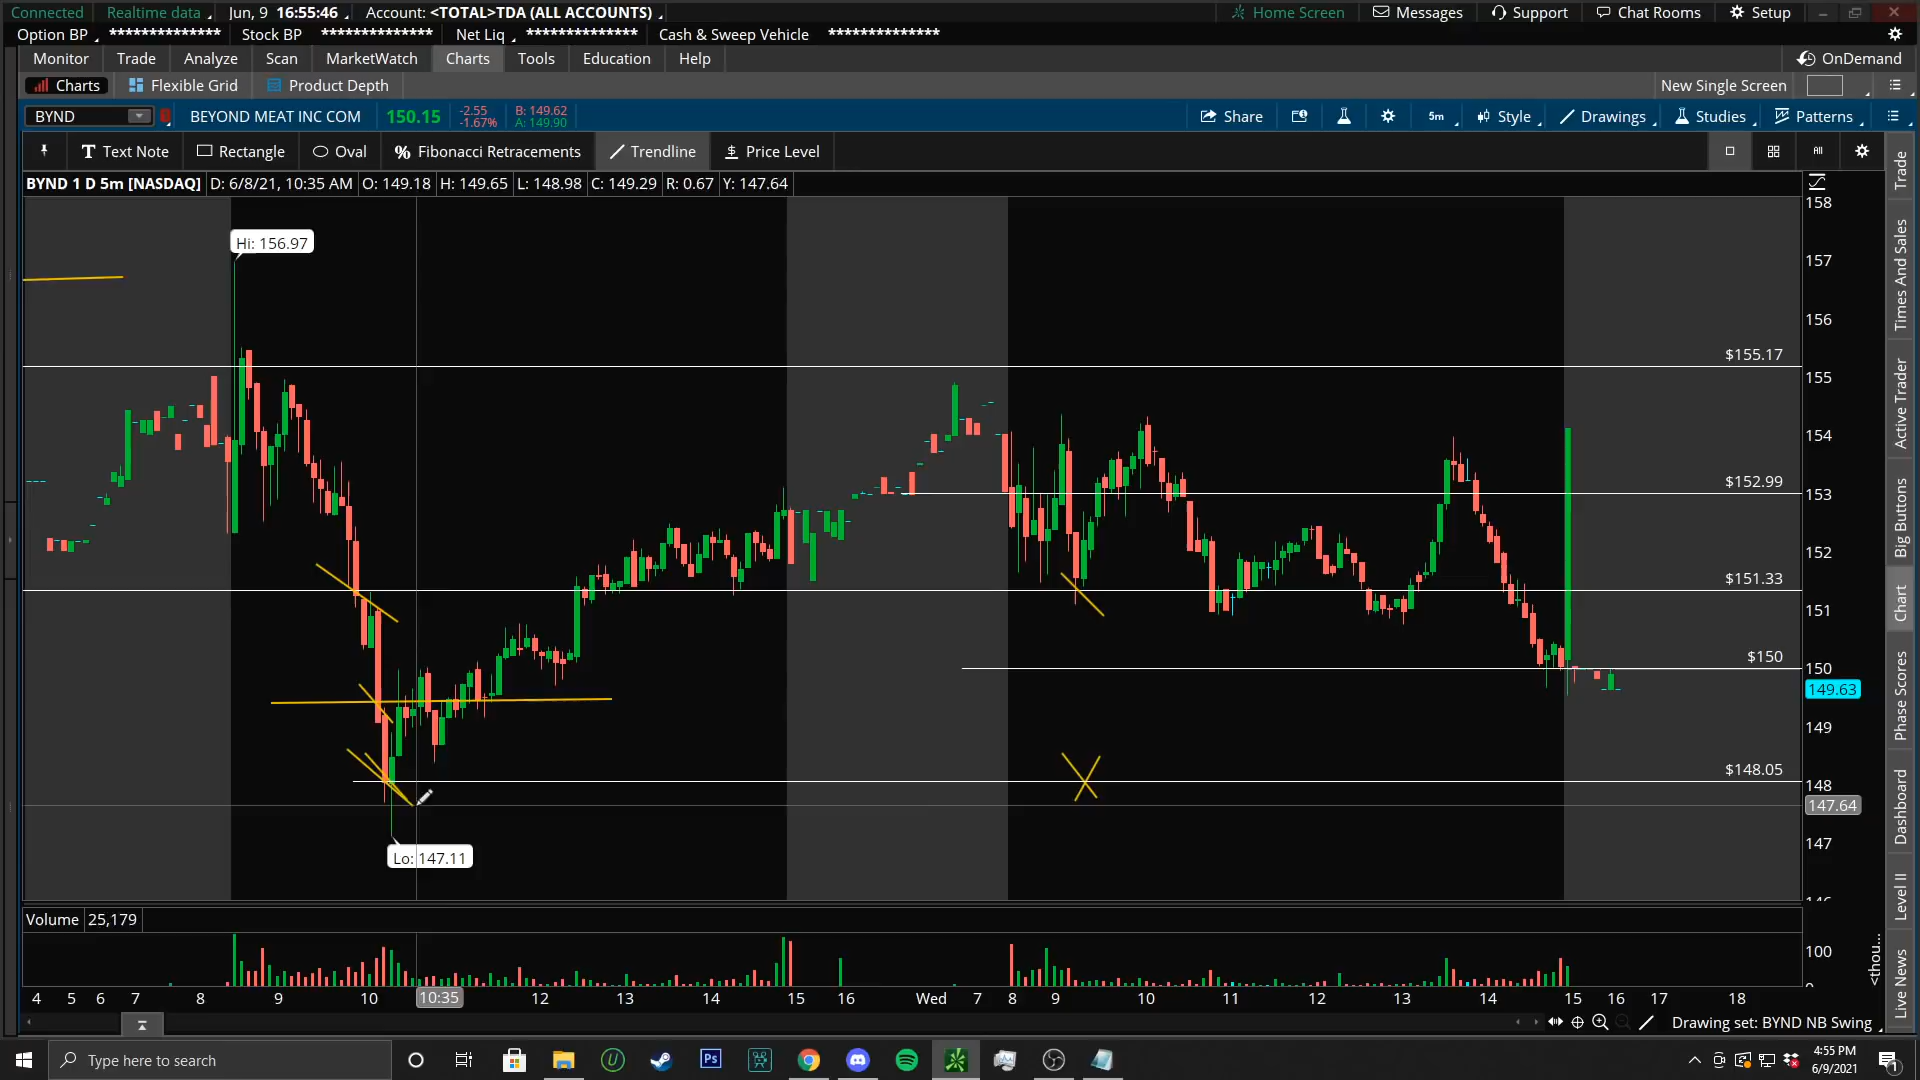 Connected Realtime data Jun, 9 16:55:46 Account: <TOTAL>TDA (ALL ACCOUNTS) Home Screen Messages Support Chat Rooms Setup
Option BP ************** Stock BP ************** Net Liq ************** Cash & Sweep Vehicle **************
Monitor Trade Analyze Scan MarketWatch Charts Tools Education Help OnDemand
Charts Flexible Grid Product Depth New Single Screen
BYND BEYOND MEAT INC COM 150.15 -2.55 -1.67% B: 149.62 A: 149.90 Share 5m Style Drawings Studies Patterns
Text Note Rectangle Oval Fibonacci Retracements Trendline Price Level All
BYND 1 D 5m [NASDAQ] D: 6/8/21, 10:35 AM O: 149.18 H: 149.65 L: 148.98 C: 149.29 R: 0.67 Y: 147.64
158
Hi: 156.97
157
156
$155.17
155
154
$152.99
153
152
$151.33
151
$150
150
149.63
149
$148.05
148
147.64
147
Lo: 147.11
Volume 25,179
100
<thou...
4 5 6 7 8 9 10 10:35 12 13 14 15 16 Wed 7 8 9 10 11 12 13 14 15 16 17 18
Drawing set: BYND NB Swing
Trade
Times And Sales
Active Trader
Big Buttons
Chart
Phase Scores
Dashboard
Level II
Live News
Type here to search
4:55 PM
6/9/2021
1